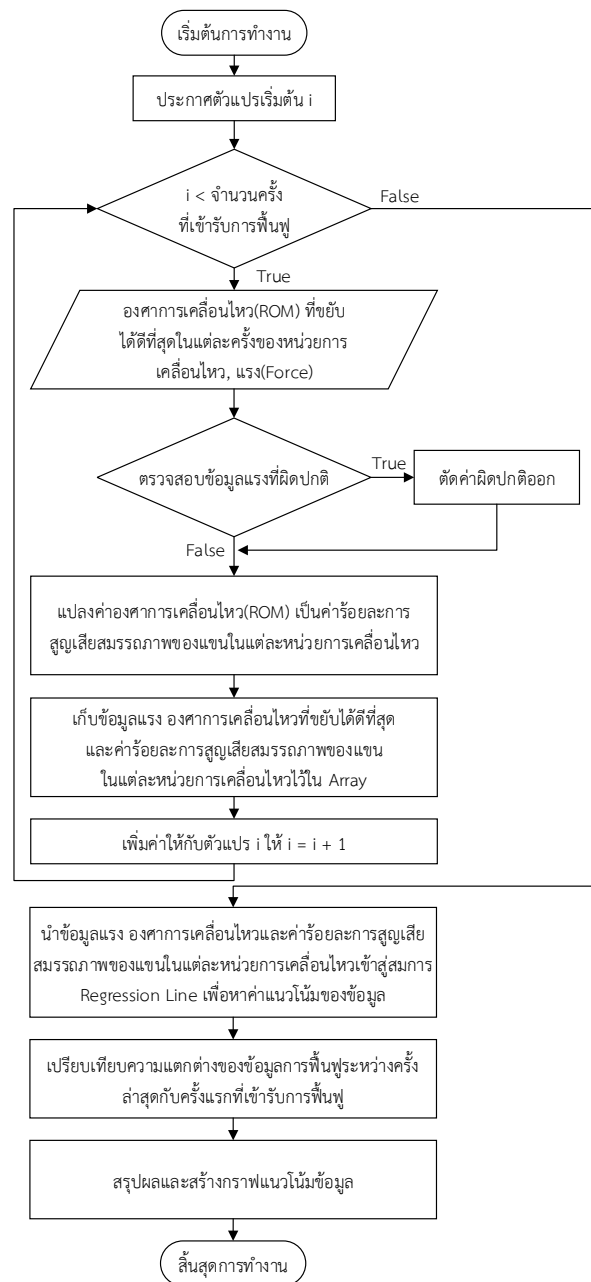 เริ่มต้นการทำงาน
ประกาศตัวแปรเริ่มต้น i
i < จำนวนครั้ง
ที่เข้ารับการฟื้นฟู
False
True
องศาการเคลื่อนไหว(ROM) ที่ขยับ
ได้ดีที่สุดในแต่ละครั้งของหน่วยการ
เคลื่อนไหว, แรง(Force)
ตรวจสอบข้อมูลแรงที่ผิดปกติ
True
ตัดค่าผิดปกติออก
False
แปลงค่าองศาการเคลื่อนไหว(ROM) เป็นค่าร้อยละการ
สูญเสียสมรรถภาพของแขนในแต่ละหน่วยการเคลื่อนไหว
เก็บข้อมูลแรง องศาการเคลื่อนไหวที่ขยับได้ดีที่สุด
และค่าร้อยละการสูญเสียสมรรถภาพของแขน
ในแต่ละหน่วยการเคลื่อนไหวไว้ใน Array
เพิ่มค่าให้กับตัวแปร i ให้ i = i + 1
นำข้อมูลแรง องศาการเคลื่อนไหวและค่าร้อยละการสูญเสีย
สมรรถภาพของแขนในแต่ละหน่วยการเคลื่อนไหวเข้าสู่สมการ
Regression Line เพื่อหาค่าแนวโน้มของข้อมูล
เปรียบเทียบความแตกต่างของข้อมูลการฟื้นฟูระหว่างครั้ง
ล่าสุดกับครั้งแรกที่เข้ารับการฟื้นฟู
สรุปผลและสร้างกราฟแนวโน้มข้อมูล
สิ้นสุดการทำงาน